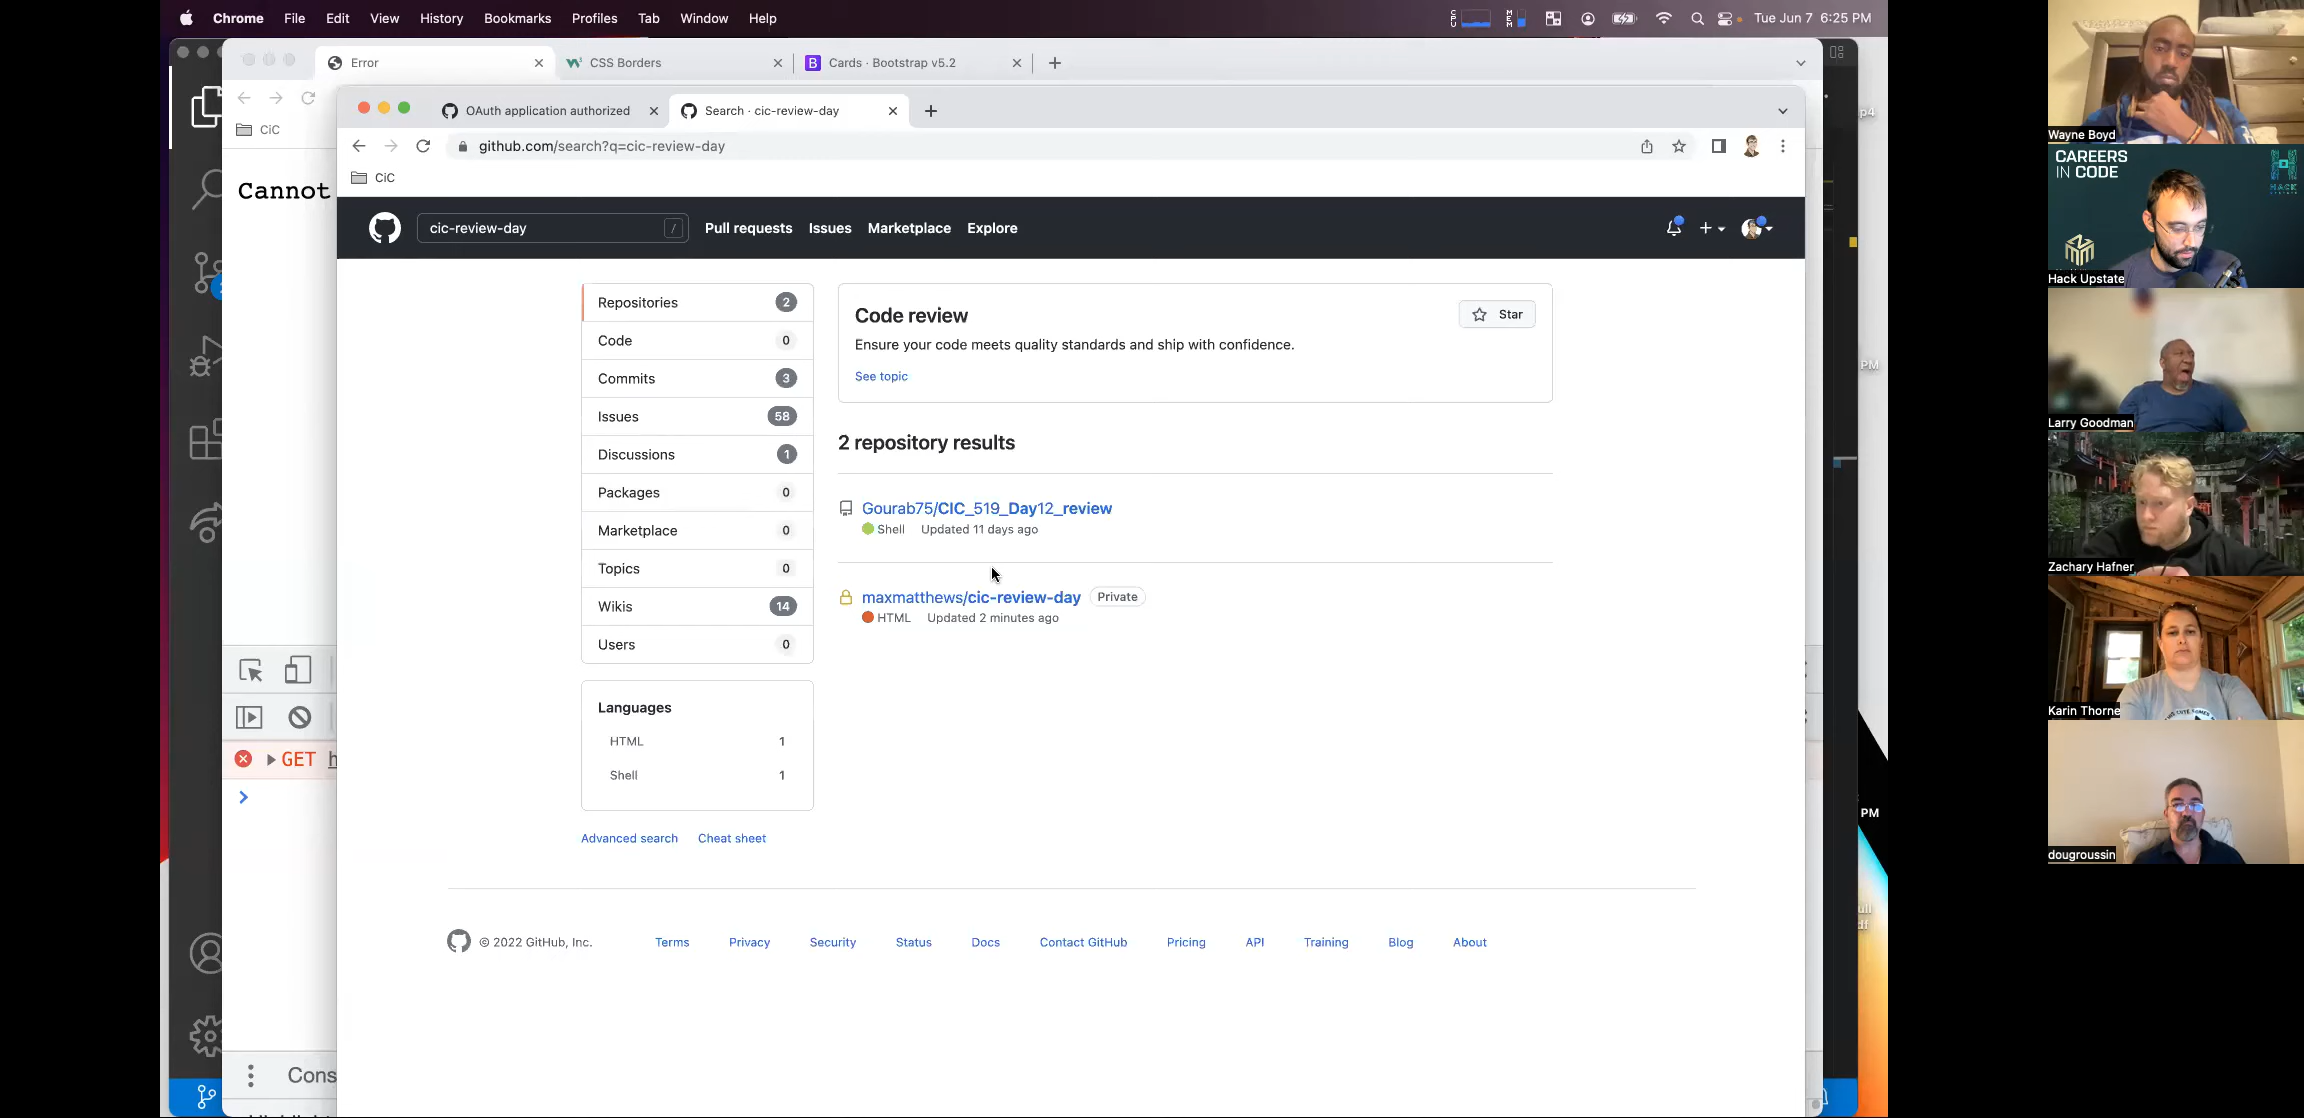 Chrome File Edit View History Bookmarks Profiles Tab Window Help
CPU MEM Tue Jun 7 6:25 PM
Error
CSS Borders
Cards · Bootstrap v5.2
CiC
OAuth application authorized
Search · cic-review-day
github.com/search?q=cic-review-day
CiC
Cannot
cic-review-day /
Pull requests Issues Marketplace Explore
Repositories 2
Code 0
Commits 3
Issues 58
Discussions 1
Packages 0
Marketplace 0
Topics 0
Wikis 14
Users 0
Languages
HTML 1
Shell 1
Advanced search Cheat sheet
Code review
Star
Ensure your code meets quality standards and ship with confidence.
See topic
2 repository results
Gourab75/CIC_519_Day12_review
Shell Updated 11 days ago
maxmatthews/cic-review-day Private
HTML Updated 2 minutes ago
GET h
Cons
© 2022 GitHub, Inc.
Terms Privacy Security Status Docs Contact GitHub Pricing API Training Blog About
p4
PM
PM
Wayne Boyd
CAREERS
IN CODE
HACK
Hack Upstate
Larry Goodman
Zachary Hafner
Karin Thorne
dougroussin